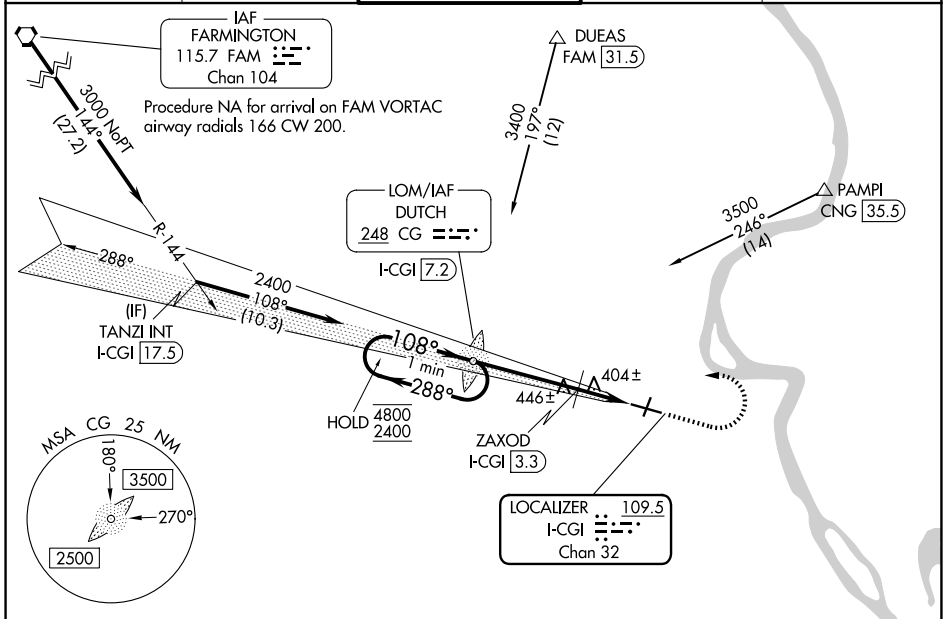 IAF
FARMINGTON
115.7 FAM
Chan 104
Procedure NA for arrival on FAM VORTAC
airway radials 166 CW 200.
3000 NoPT
144°
(27.2)
R-144
DUEAS
FAM 31.5
3400
197°
(12)
PAMPI
CNG 35.5
3500
246°
(14)
LOM/IAF
DUTCH
248 CG
I-CGI 7.2
288°
2400
108°
(10.3)
(IF)
TANZI INT
I-CGI 17.5
108°
1 min
288°
HOLD 4800
2400
446±
404±
ZAXOD
I-CGI 3.3
LOCALIZER 109.5
I-CGI
Chan 32
MSA CG 25 NM
180°
3500
270°
2500